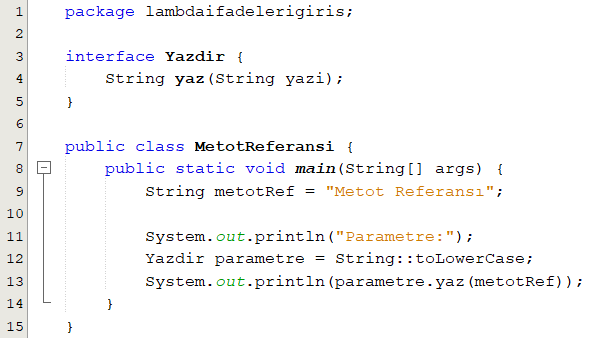 1 package lambdaifadelerigiris;
2
3 interface Yazdir {
4     String yaz(String yazi);
5 }
6
7 public class MetotReferansi {
8     public static void main(String[] args) {
9         String metotRef = "Metot Referansı";
10
11         System.out.println("Parametre:");
12         Yazdir parametre = String::toLowerCase;
13         System.out.println(parametre.yaz(metotRef));
14     }
15 }